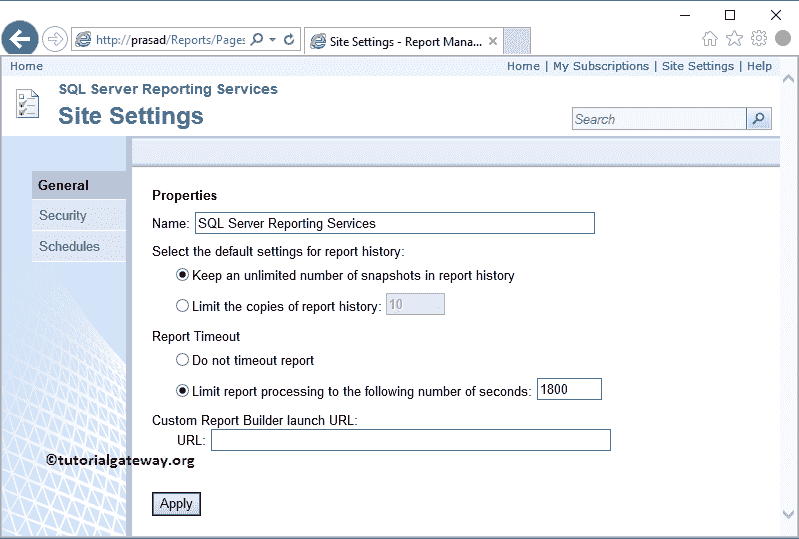 http://prasad/Reports/Pages
Site Settings - Report Mana...
Home
Home | My Subscriptions | Site Settings | Help
SQL Server Reporting Services
Site Settings
Search
General
Security
Schedules
Properties
Name: SQL Server Reporting Services
Select the default settings for report history:
Keep an unlimited number of snapshots in report history
Limit the copies of report history: 10
Report Timeout
Do not timeout report
Limit report processing to the following number of seconds: 1800
Custom Report Builder launch URL:
URL:
©tutorialgateway.org
Apply